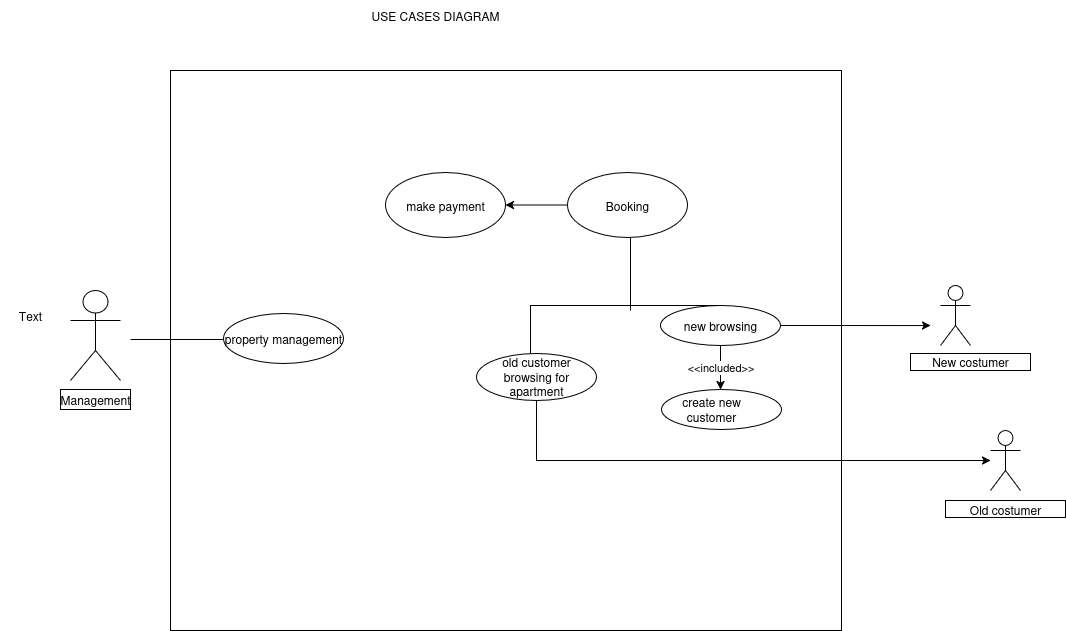 USE CASES DIAGRAM
make payment
Booking
Text
property management
Management
new browsing
<<included>>
old customer
browsing for
apartment
create new
customer
New costumer
Old costumer